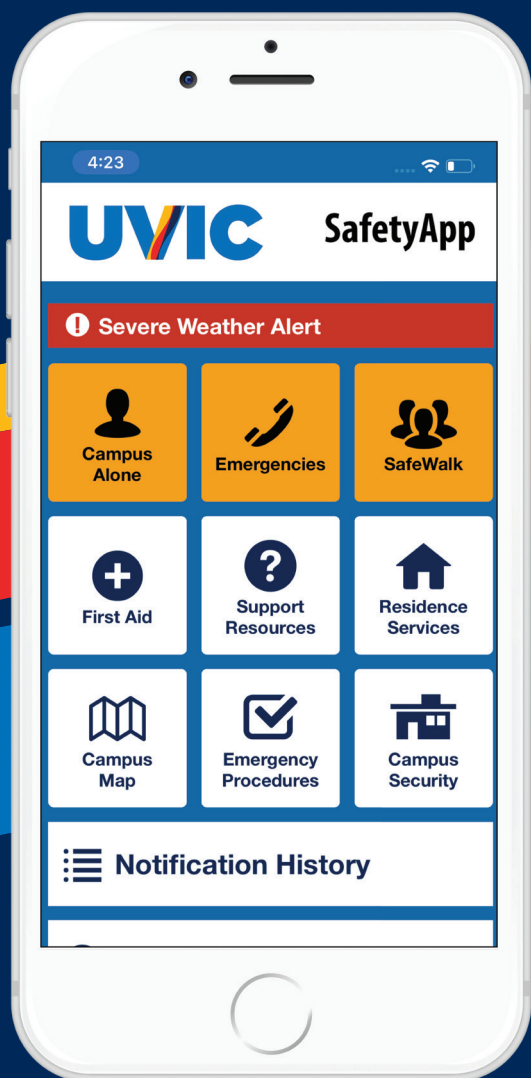 4:23
UVIC SafetyApp
Severe Weather Alert
Campus
Alone
Emergencies
SafeWalk
First Aid
Support
Resources
Residence
Services
Campus
Map
Emergency
Procedures
Campus
Security
Notification History